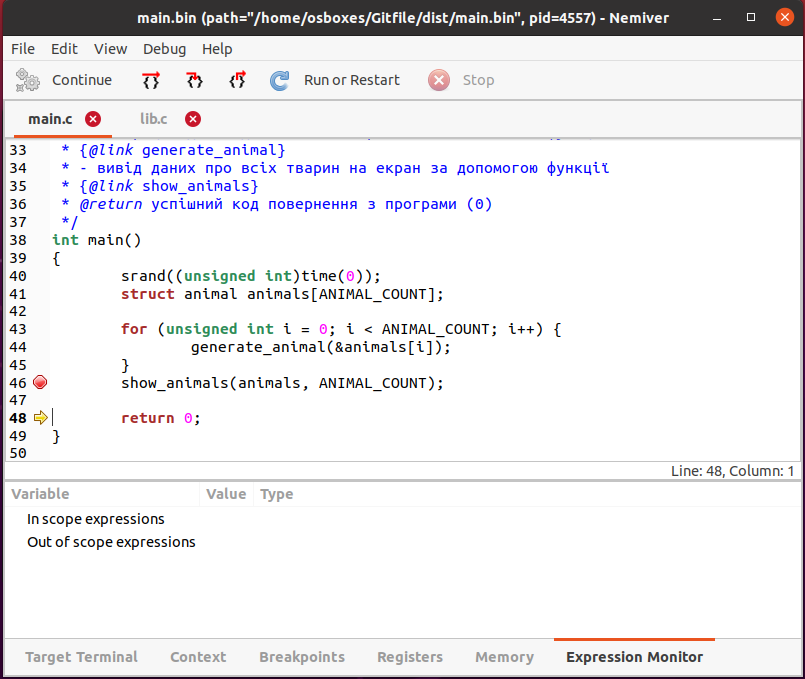 main.bin (path="/home/osboxes/Gitfile/dist/main.bin", pid=4557) - Nemiver
File Edit View Debug Help
Continue Run or Restart Stop
main.c lib.c
33 * {@link generate_animal}
34 * - вивід даних про всіх тварин на екран за допомогою функції
35 * {@link show_animals}
36 * @return успішний код повернення з програми (0)
37 */
38 int main()
39 {
40 srand((unsigned int)time(0));
41 struct animal animals[ANIMAL_COUNT];
42
43 for (unsigned int i = 0; i < ANIMAL_COUNT; i++) {
44 generate_animal(&animals[i]);
45 }
46 show_animals(animals, ANIMAL_COUNT);
47
48 return 0;
49 }
50
Line: 48, Column: 1
Variable Value Type
In scope expressions
Out of scope expressions
Target Terminal Context Breakpoints Registers Memory Expression Monitor